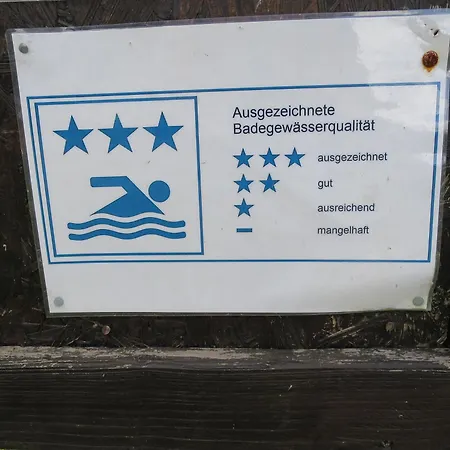 Ausgezeichnete
Badegewässerqualität
ausgezeichnet
gut
ausreichend
mangelhaft